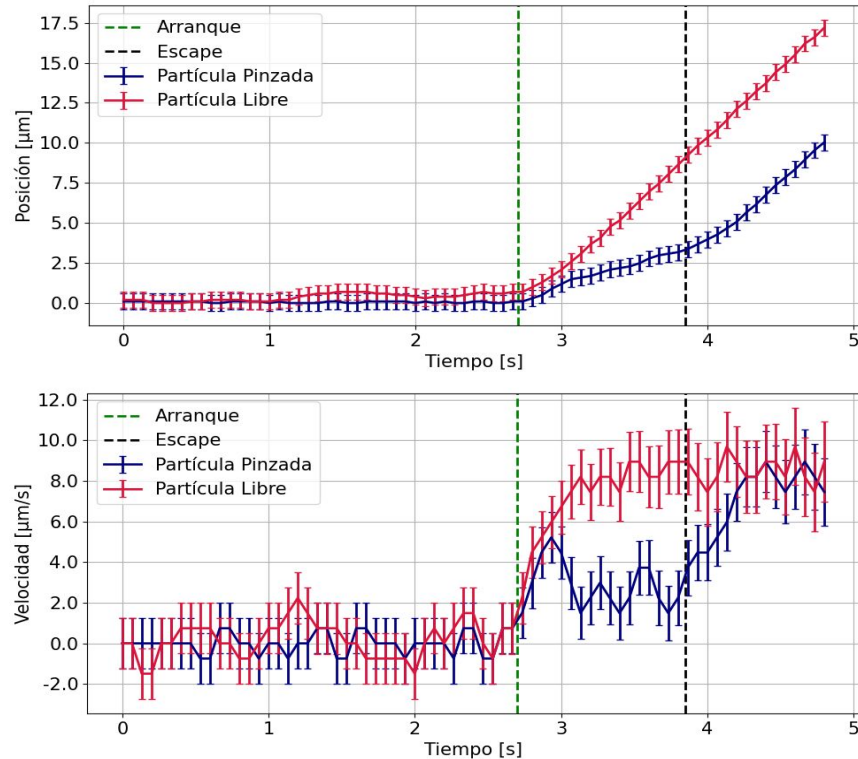 17.5
15.0
12.5
10.0
7.5
5.0
2.5
0.0
Posición [μm]
Arranque
Escape
Partícula Pinzada
Partícula Libre
0
1
2
3
4
5
Tiempo [s]
12.0
10.0
8.0
6.0
4.0
2.0
0.0
-2.0
Velocidad [μm/s]
Arranque
Escape
Partícula Pinzada
Partícula Libre
0
1
2
3
4
5
Tiempo [s]